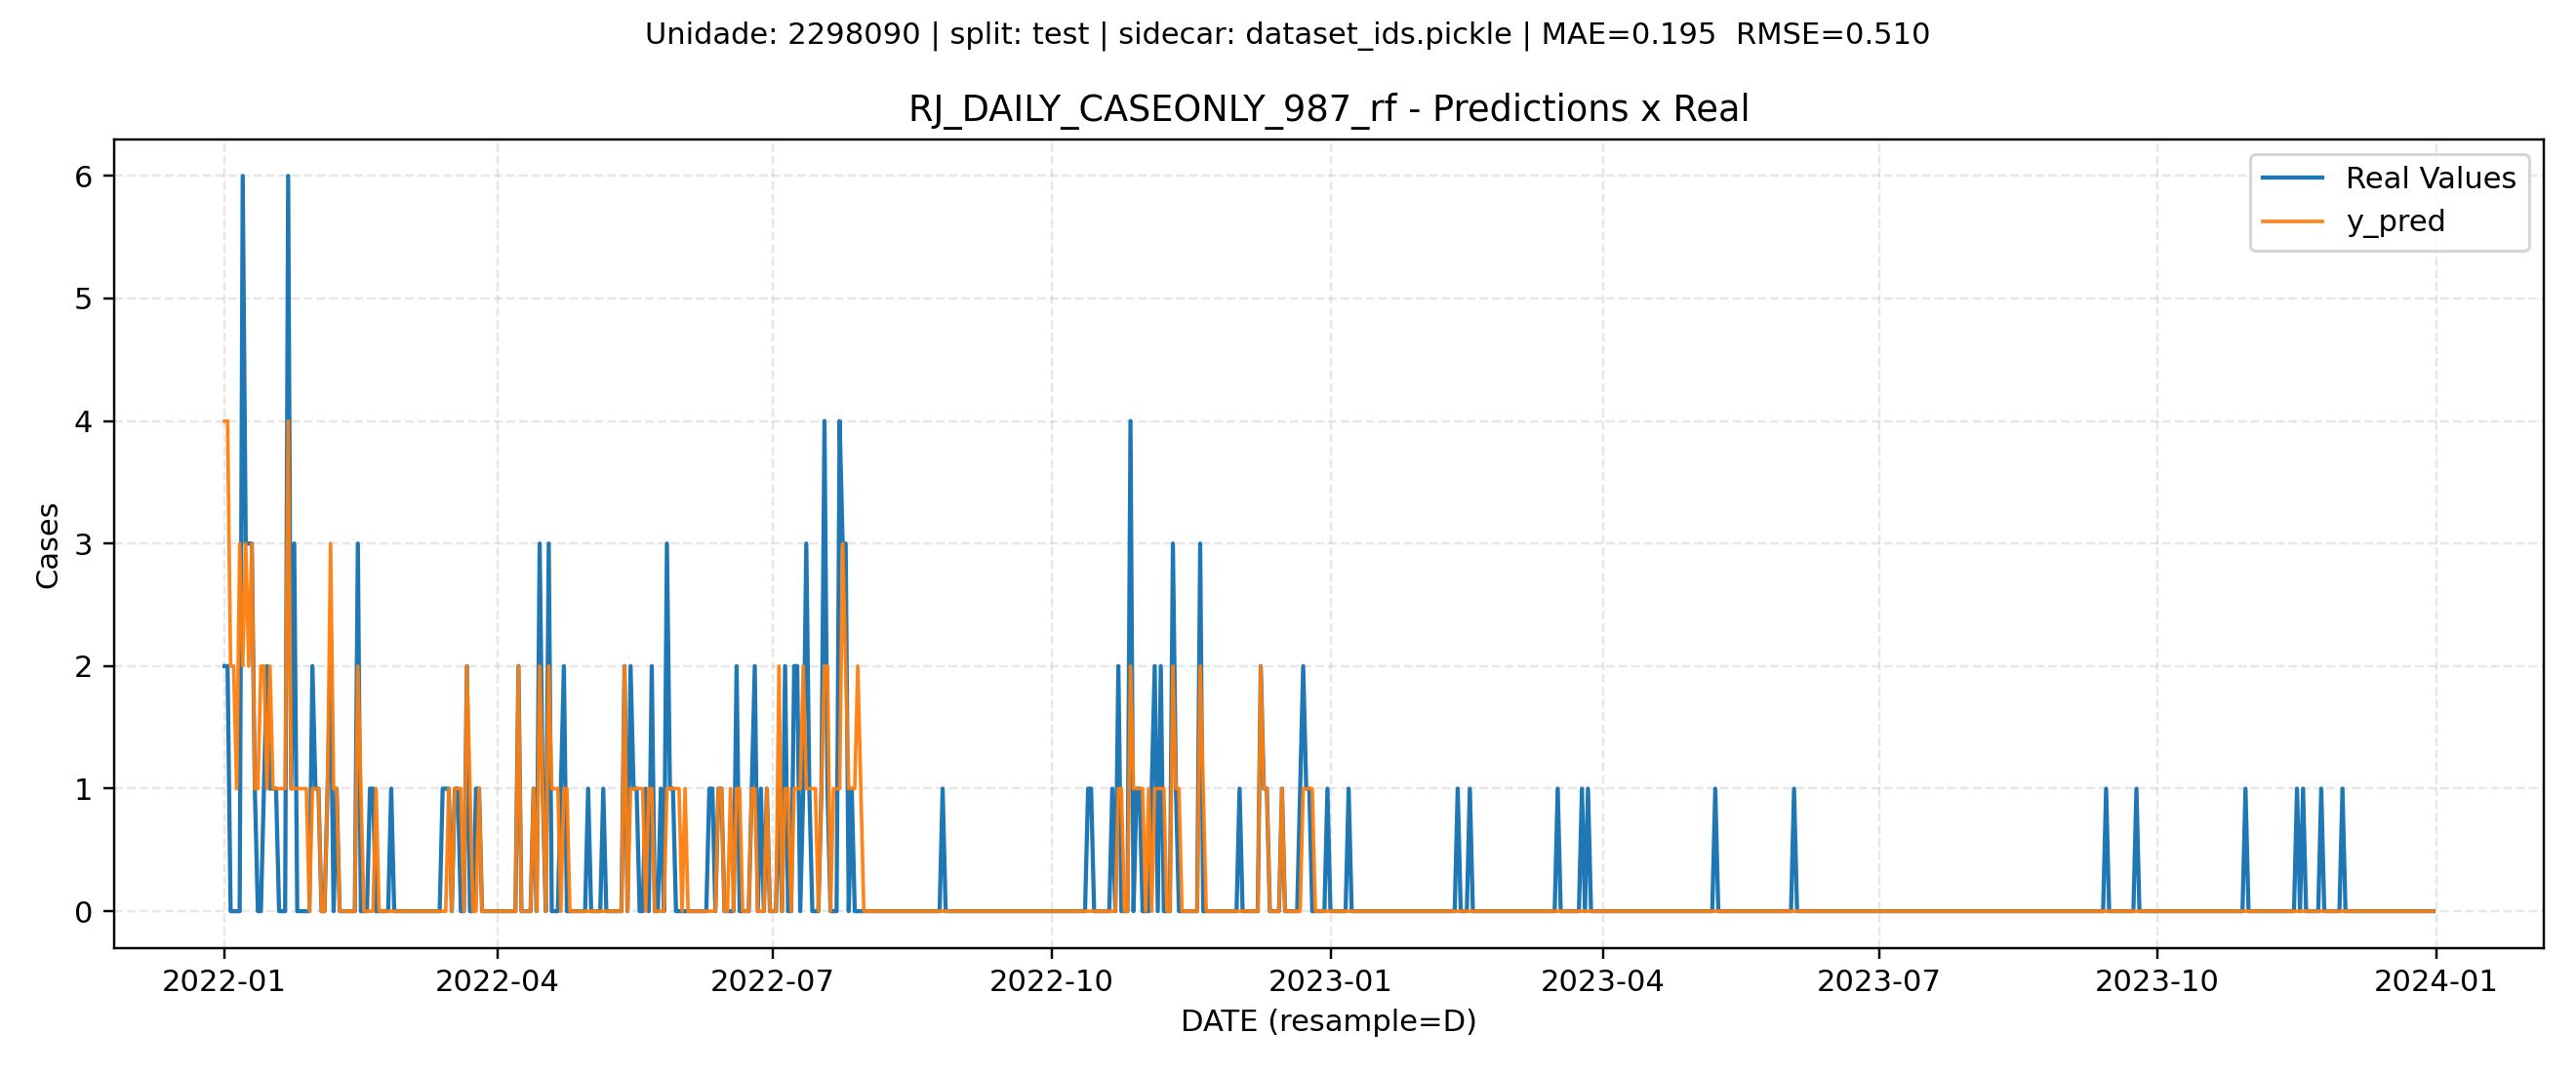 Unidade: 2298090 | split: test | sidecar: dataset_ids.pickle | MAE=0.195  RMSE=0.510
RJ_DAILY_CASEONLY_987_rf - Predictions x Real
Real Values
y_pred
6
5
4
3
2
1
0
Cases
2022-01 2022-04 2022-07 2022-10 2023-01 2023-04 2023-07 2023-10 2024-01
DATE (resample=D)